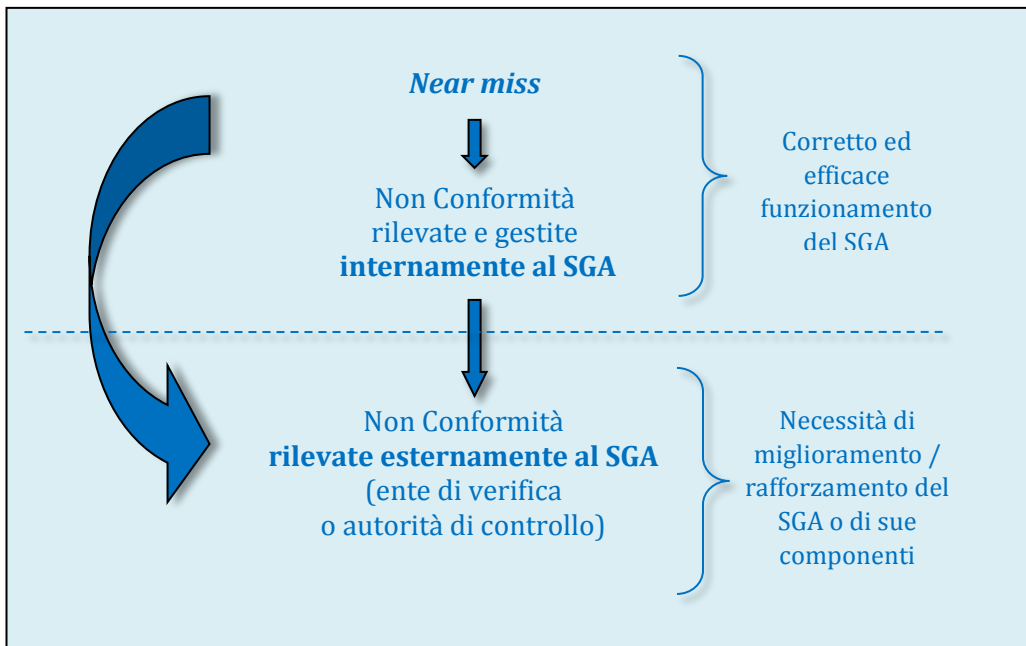 Near miss
Non Conformità
rilevate e gestite
internamente al SGA
Corretto ed
efficace
funzionamento
del SGA
Non Conformità
rilevate esternamente al SGA
(ente di verifica
o autorità di controllo)
Necessità di
miglioramento /
rafforzamento del
SGA o di sue
componenti